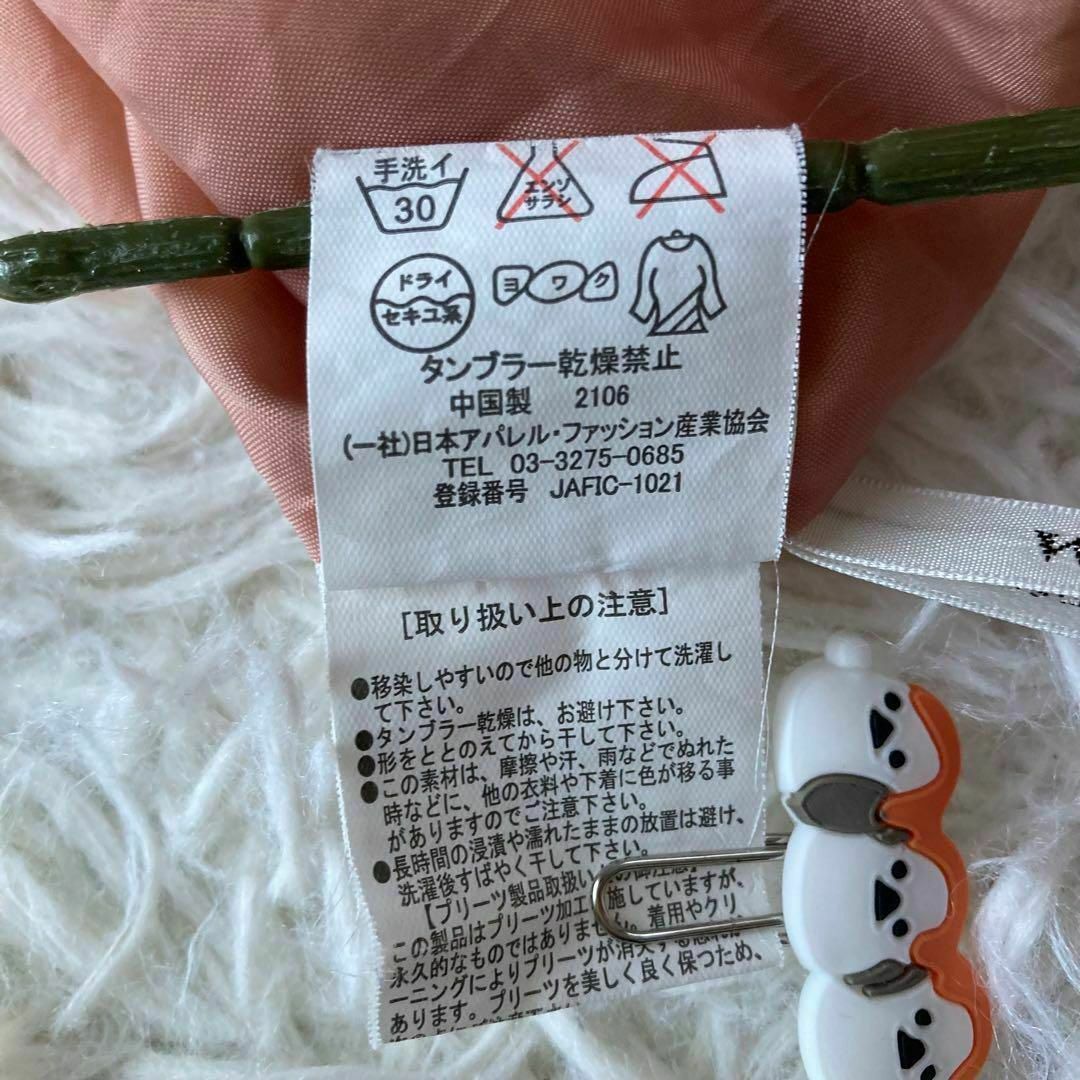 手洗イ
30
エンソ
サラシ
ドライ
セキユ系
ヨワク
タンブラー乾燥禁止
中国製 2106
(一社)日本アパレル・ファッション産業協会
TEL 03-3275-0685
登録番号 JAFIC-1021
[取り扱い上の注意]
●移染しやすいので他の物と分けて洗濯し
て下さい。
●タンブラー乾燥は、お避け下さい。
●形をととのえてから干して下さい。
●この素材は、摩擦や汗、雨などでぬれた
時などに、他の衣料や下着に色が移る事
がありますのでご注意下さい。
●長時間の浸漬や濡れたままの放置は避け、
洗濯後すばやく干して下さい。
【プリーツ製品取扱い
この製品はプリーツ加工 施していますが、
永久的なものではありません。着用やクリ
ーニングによりプリーツが消失する
あります。プリーツを美しく良く保つため、